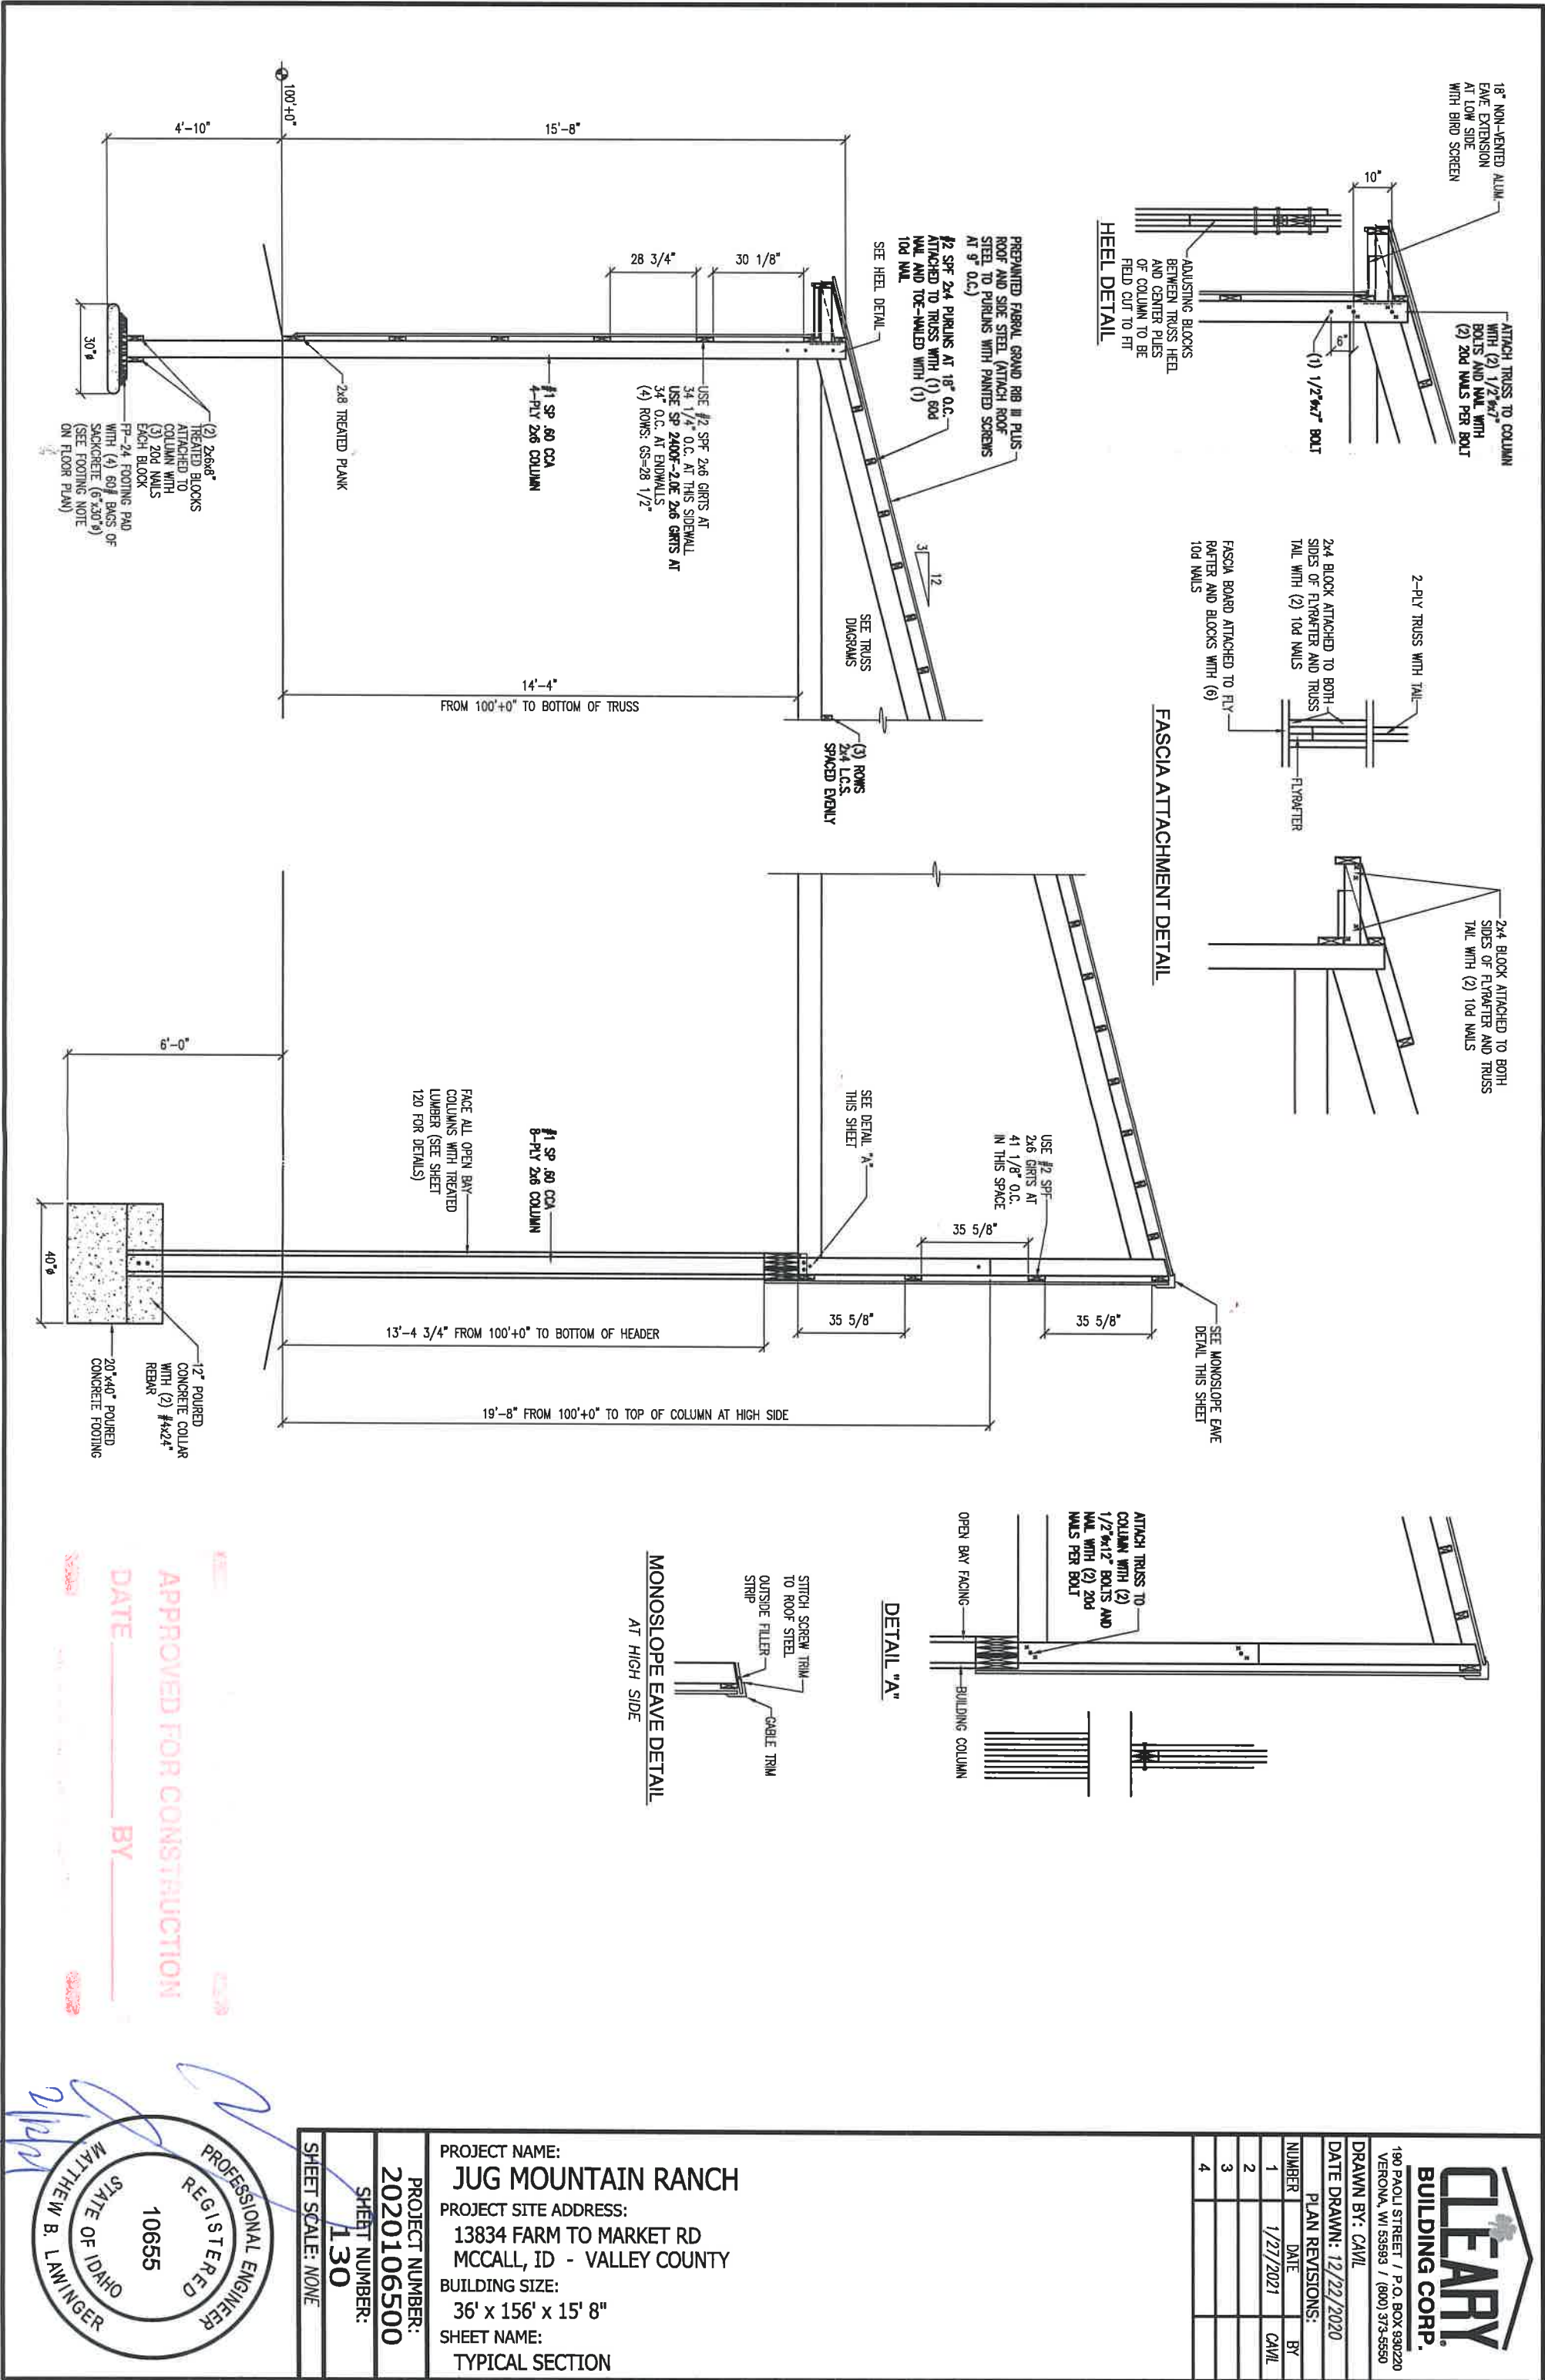 18" NON-VENTED ALUM.
EAVE EXTENSION
AT LOW SIDE
WITH BIRD SCREEN
10"
6"
ATTACH TRUSS TO COLUMN
WITH (2) 1/2"øx7"
BOLTS AND NAIL WITH
(2) 20d NAILS PER BOLT
(1) 1/2"øx7" BOLT
ADJUSTING BLOCKS
BETWEEN TRUSS HEEL
AND CENTER PLIES
OF COLUMN TO BE
FIELD CUT TO FIT
HEEL DETAIL
2-PLY TRUSS WITH TAIL
2x4 BLOCK ATTACHED TO BOTH
SIDES OF FLYRAFTER AND TRUSS
TAIL WITH (2) 10d NAILS
FASCIA BOARD ATTACHED TO FLY
RAFTER AND BLOCKS WITH (6)
10d NAILS
FLYRAFTER
2x4 BLOCK ATTACHED TO BOTH
SIDES OF FLYRAFTER AND TRUSS
TAIL WITH (2) 10d NAILS
FASCIA ATTACHMENT DETAIL
PREPAINTED FABRAL GRAND RIB III PLUS
ROOF AND SIDE STEEL (ATTACH ROOF
STEEL TO PURLINS WITH PAINTED SCREWS
AT 9" O.C.)
#2 SPF 2x4 PURLINS AT 18" O.C.
ATTACHED TO TRUSS WITH (1) 60d
NAIL AND TOE-NAILED WITH (1)
10d NAIL
SEE HEEL DETAIL
3
12
SEE TRUSS
DIAGRAMS
(3) ROWS
2x4 L.C.S.
SPACED EVENLY
15'-8"
4'-10"
100'+0"
28 3/4"
30 1/8"
USE #2 SPF 2x6 GIRTS AT
34 1/4" O.C. AT THIS SIDEWALL
USE SP 2400F-2.0E 2x6 GIRTS AT
34" O.C. AT ENDWALLS
(4) ROWS: GS=28 1/2"
#1 SP .60 CCA
4-PLY 2x6 COLUMN
2x8 TREATED PLANK
14'-4"
FROM 100'+0" TO BOTTOM OF TRUSS
30"ø
(2) 2x6x8"
TREATED BLOCKS
ATTACHED TO
COLUMN WITH
(3) 20d NAILS
EACH BLOCK
FP-24 FOOTING PAD
WITH (4) 60# BAGS OF
SACKCRETE (6"x30"ø)
(SEE FOOTING NOTE
ON FLOOR PLAN)
USE #2 SPF
2x6 GIRTS AT
41 1/8" O.C.
IN THIS SPACE
SEE DETAIL "A"
THIS SHEET
35 5/8"
35 5/8"
35 5/8"
SEE MONOSLOPE EAVE
DETAIL THIS SHEET
#1 SP .60 CCA
8-PLY 2x6 COLUMN
FACE ALL OPEN BAY
COLUMNS WITH TREATED
LUMBER (SEE SHEET
120 FOR DETAILS)
6'-0"
40"ø
13'-4 3/4" FROM 100'+0" TO BOTTOM OF HEADER
19'-8" FROM 100'+0" TO TOP OF COLUMN AT HIGH SIDE
12" POURED
CONCRETE COLLAR
WITH (2) #4x24"
REBAR
20"x40" POURED
CONCRETE FOOTING
ATTACH TRUSS TO
COLUMN WITH (2)
1/2"øx12" BOLTS AND
NAIL WITH (2) 20d
NAILS PER BOLT
OPEN BAY FACING
BUILDING COLUMN
DETAIL "A"
STITCH SCREW TRIM
TO ROOF STEEL
OUTSIDE FILLER
STRIP
GABLE TRIM
MONOSLOPE EAVE DETAIL
AT HIGH SIDE
APPROVED FOR CONSTRUCTION
DATE BY
CLEARY
BUILDING CORP.
190 PAOLI STREET / P.O. BOX 930220
VERONA, WI 53593 / (800) 373-5550
DRAWN BY: CAVIL
DATE DRAWN: 12/22/2020
PLAN REVISIONS:
NUMBER DATE BY
1 1/27/2021 CAVIL
2
3
4
PROJECT NAME:
JUG MOUNTAIN RANCH
PROJECT SITE ADDRESS:
13834 FARM TO MARKET RD
MCCALL, ID - VALLEY COUNTY
BUILDING SIZE:
36' x 156' x 15' 8"
SHEET NAME:
TYPICAL SECTION
PROJECT NUMBER:
2020106500
SHEET NUMBER:
130
SHEET SCALE: NONE
PROFESSIONAL ENGINEER
REGISTERED
10655
STATE OF IDAHO
MATTHEW B. LAWINGER